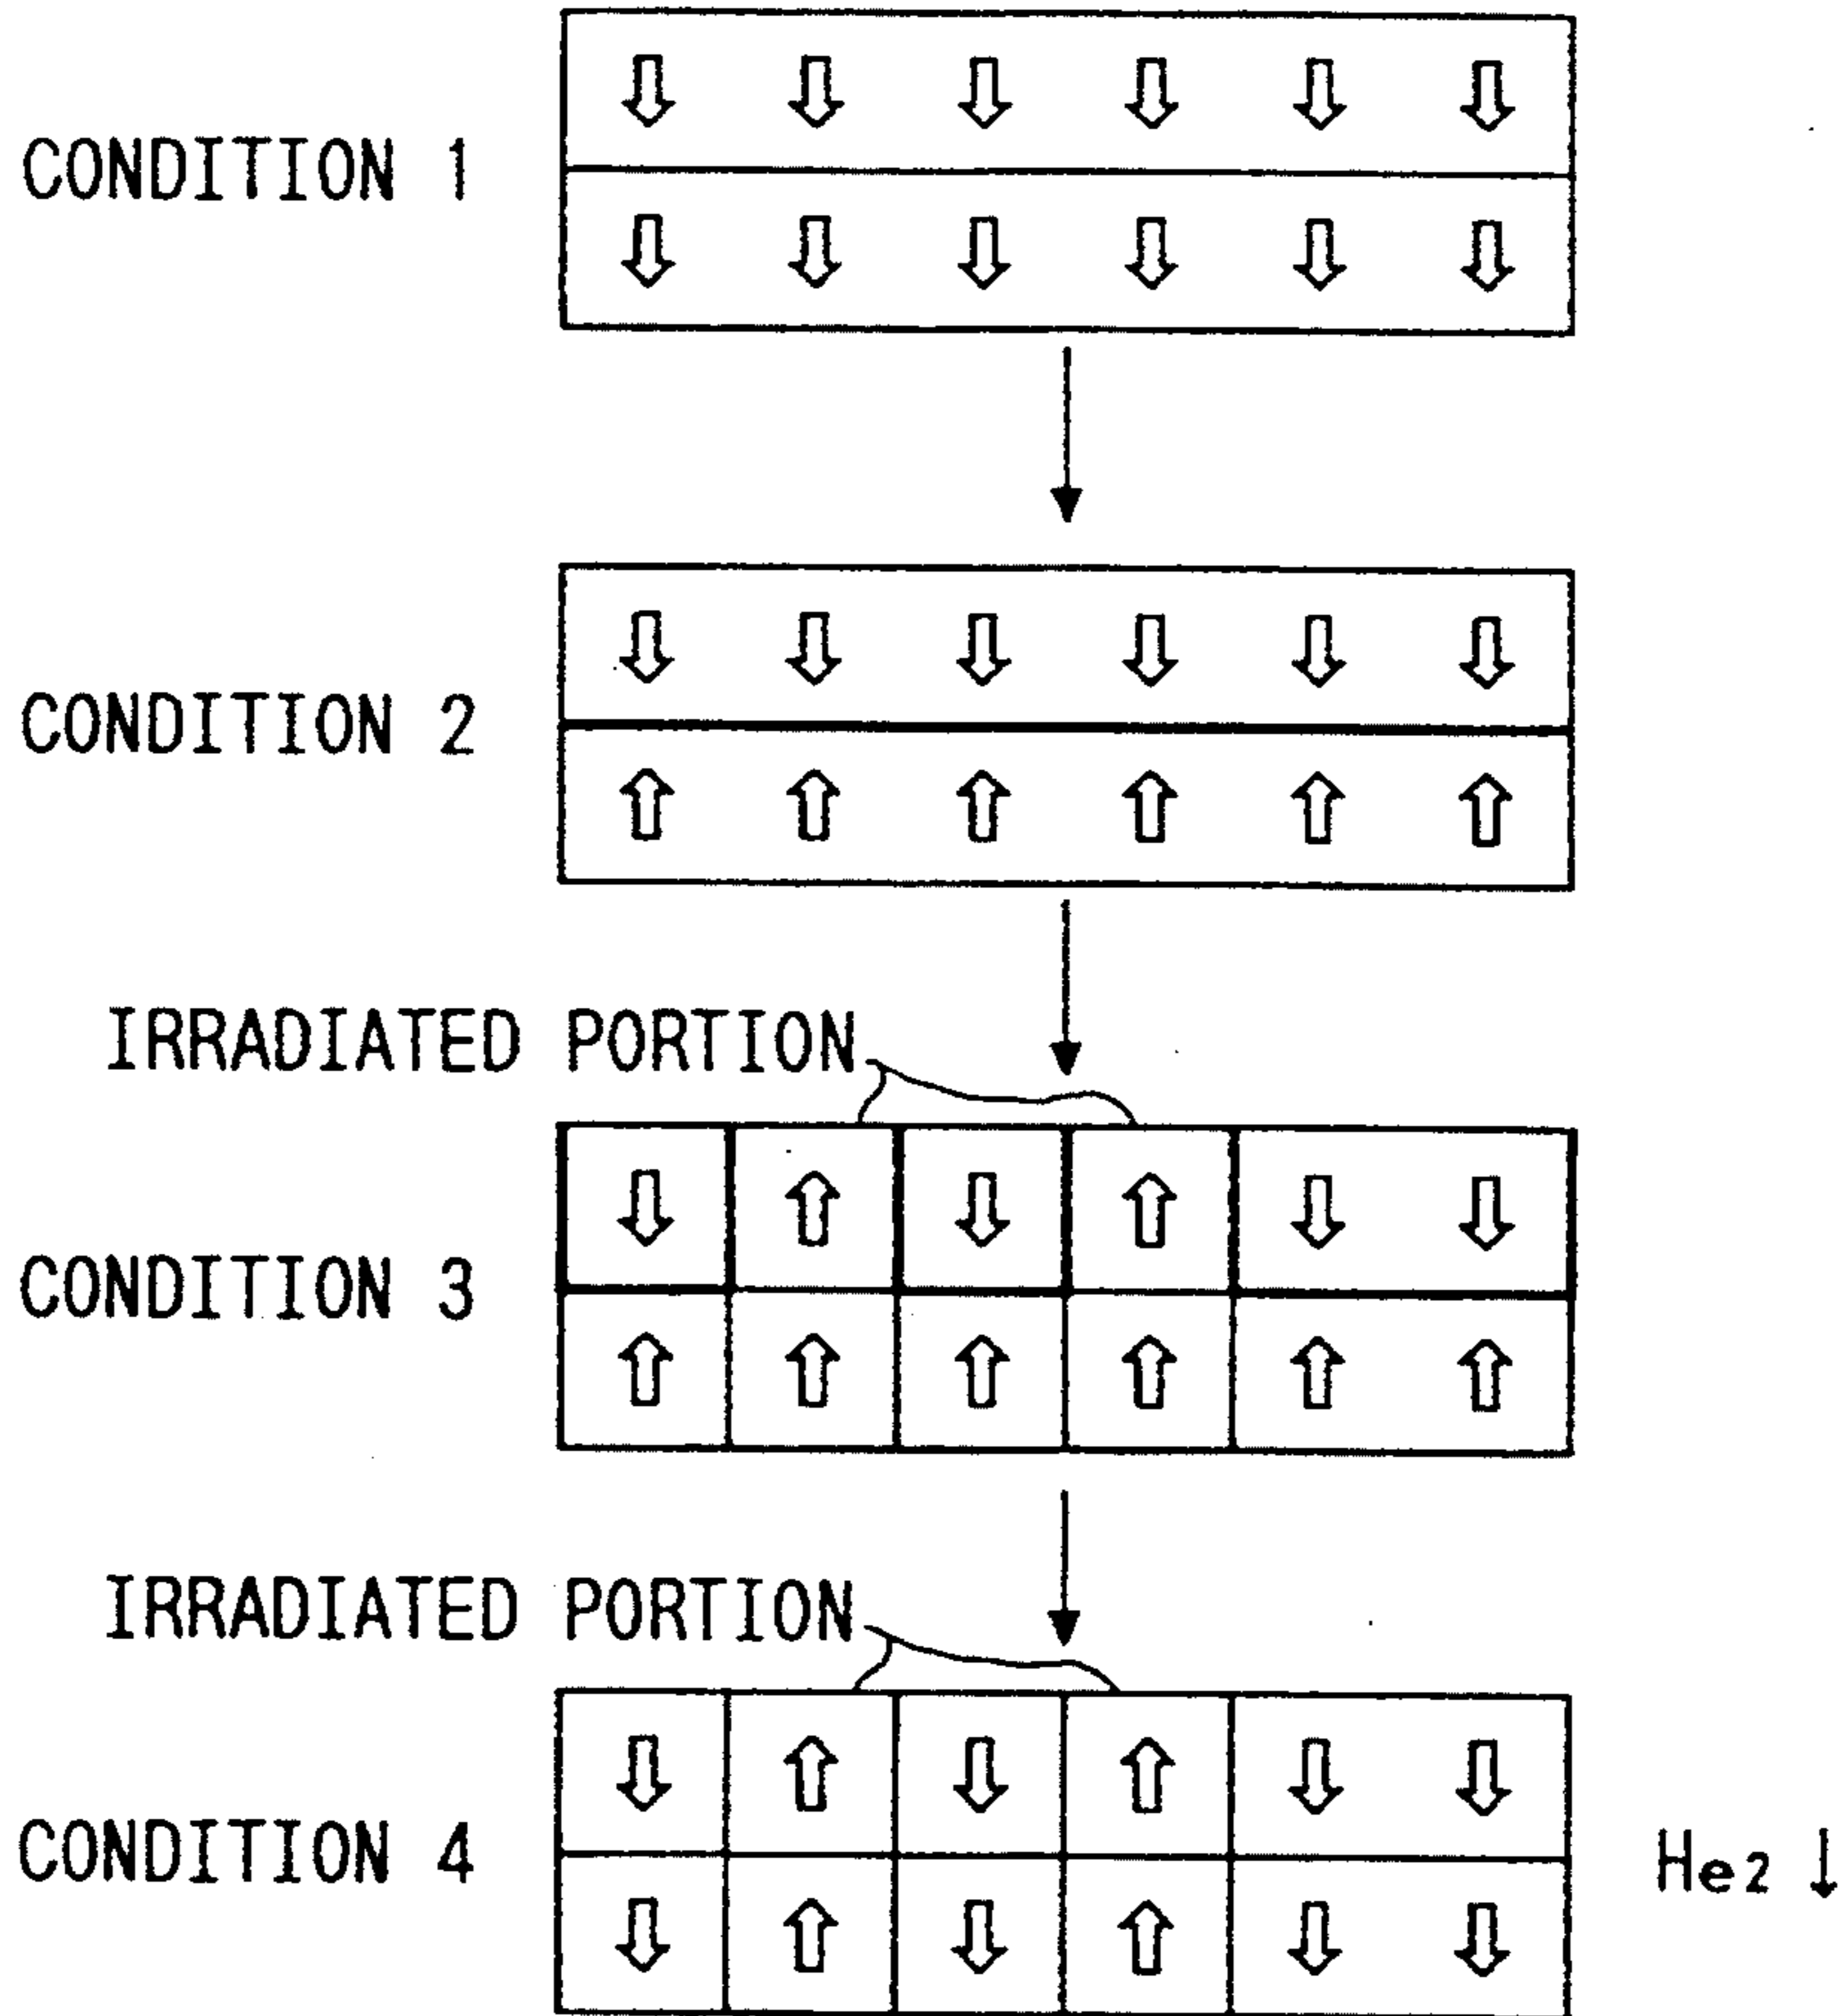 CONDITION 1
CONDITION 2
IRRADIATED PORTION
CONDITION 3
IRRADIATED PORTION
CONDITION 4
He2 ↓